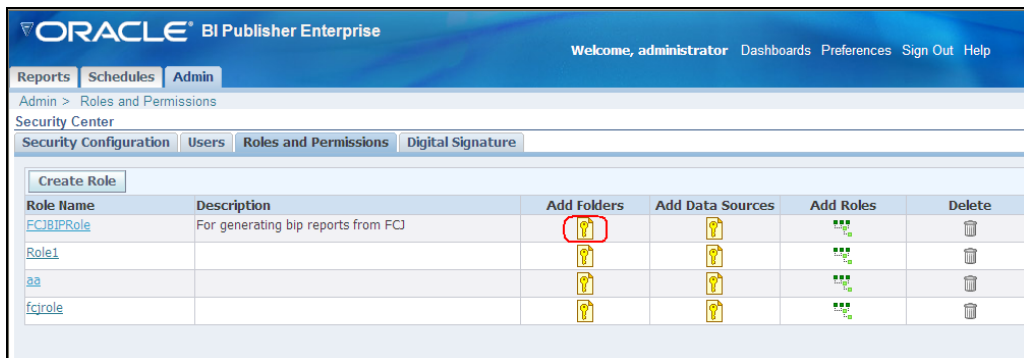 ORACLE® BI Publisher Enterprise
Welcome, administrator Dashboards Preferences Sign Out Help
Reports Schedules Admin
Admin > Roles and Permissions
Security Center
Security Configuration Users Roles and Permissions Digital Signature
Create Role
Role Name Description Add Folders Add Data Sources Add Roles Delete
FCJBIPRole For generating bip reports from FCJ
Role1
aa
fcjrole